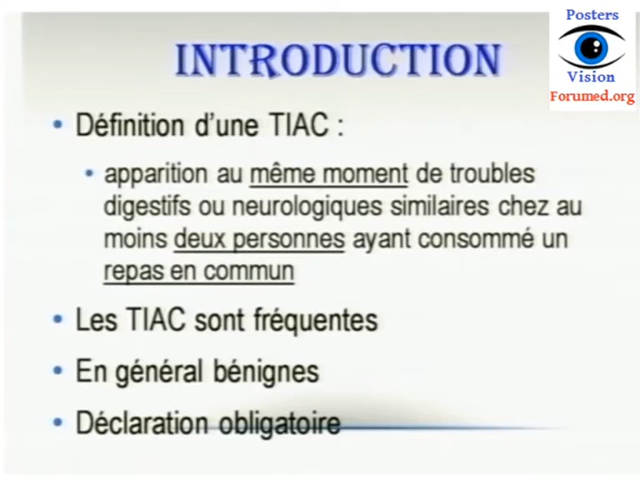 Posters
Vision
Forumed.org
INTRODUCTION
• Définition d'une TIAC :
• apparition au même moment de troubles
digestifs ou neurologiques similaires chez au
moins deux personnes ayant consommé un
repas en commun
• Les TIAC sont fréquentes
• En général bénignes
• Déclaration obligatoire